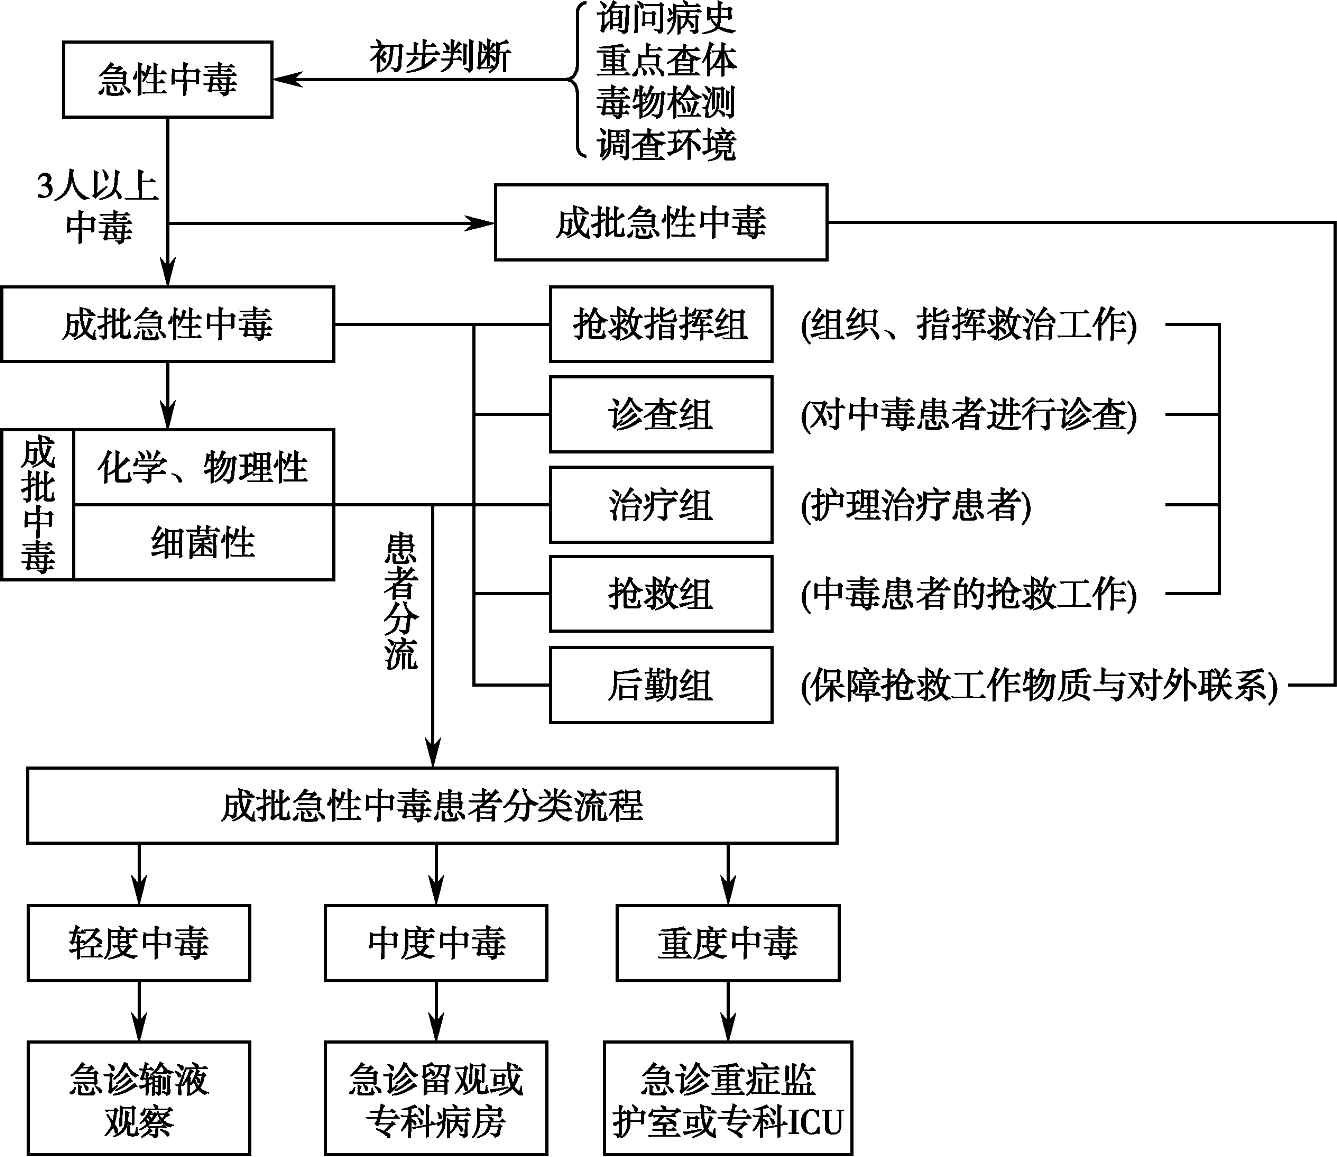 询问病史
初步判断
重点查体
急性中毒
毒物检测
调查环境
3人以上
中毒
成批急性中毒
成批急性中毒
抢救指挥组
(组织、指挥救治工作)
诊查组
(对中毒患者进行诊查)
成批中毒
化学、物理性
细菌性
治疗组
(护理治疗患者)
患者分流
抢救组
(中毒患者的抢救工作)
后勤组
(保障抢救工作物质与对外联系)
成批急性中毒患者分类流程
轻度中毒
中度中毒
重度中毒
急诊输液
观察
急诊留观或
专科病房
急诊重症监
护室或专科ICU